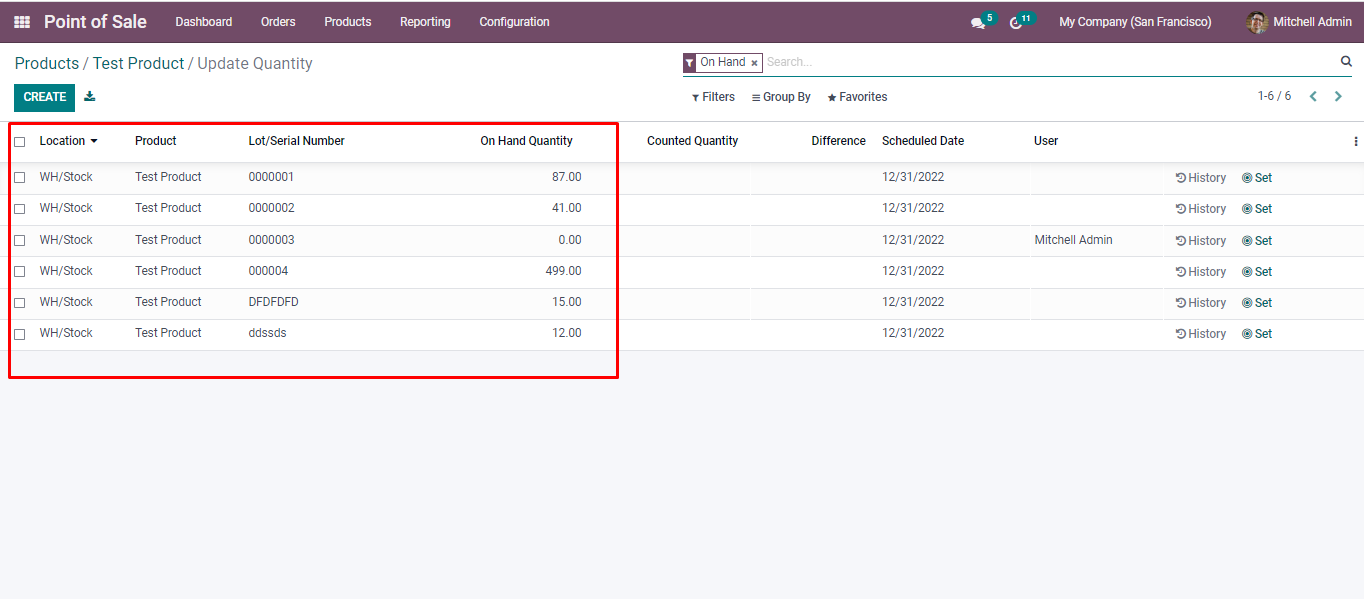 Point of Sale Dashboard Orders Products Reporting Configuration 5 11 My Company (San Francisco) Mitchell Admin
Products / Test Product / Update Quantity On Hand × Search...
CREATE Filters Group By Favorites 1-6 / 6
Location Product Lot/Serial Number On Hand Quantity Counted Quantity Difference Scheduled Date User
WH/Stock Test Product 0000001 87.00 12/31/2022 History Set
WH/Stock Test Product 0000002 41.00 12/31/2022 History Set
WH/Stock Test Product 0000003 0.00 12/31/2022 Mitchell Admin History Set
WH/Stock Test Product 000004 499.00 12/31/2022 History Set
WH/Stock Test Product DFDFDFD 15.00 12/31/2022 History Set
WH/Stock Test Product ddssds 12.00 12/31/2022 History Set